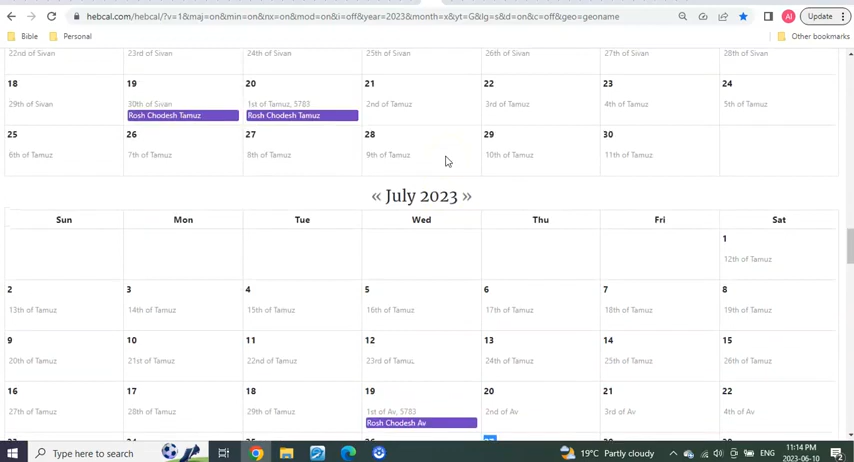 hebcal.com/hebcal/?v=1&maj=on&min=on&nx=on&mod=on&i=off&year=2023&month=x&yt=G&lg=s&d=on&c=off&geo=geoname
AI
Update
Bible
Personal
Other bookmarks
22nd of Sivan 23rd of Sivan 24th of Sivan 25th of Sivan 26th of Sivan 27th of Sivan 28th of Sivan
18 19 20 21 22 23 24
29th of Sivan 30th of Sivan 1st of Tamuz, 5783 2nd of Tamuz 3rd of Tamuz 4th of Tamuz 5th of Tamuz
Rosh Chodesh Tamuz Rosh Chodesh Tamuz
25 26 27 28 29 30
6th of Tamuz 7th of Tamuz 8th of Tamuz 9th of Tamuz 10th of Tamuz 11th of Tamuz
« July 2023 »
Sun Mon Tue Wed Thu Fri Sat
1
12th of Tamuz
2 3 4 5 6 7 8
13th of Tamuz 14th of Tamuz 15th of Tamuz 16th of Tamuz 17th of Tamuz 18th of Tamuz 19th of Tamuz
9 10 11 12 13 14 15
20th of Tamuz 21st of Tamuz 22nd of Tamuz 23rd of Tamuz 24th of Tamuz 25th of Tamuz 26th of Tamuz
16 17 18 19 20 21 22
27th of Tamuz 28th of Tamuz 29th of Tamuz 1st of Av, 5783 2nd of Av 3rd of Av 4th of Av
Rosh Chodesh Av
Type here to search
19°C Partly cloudy
ENG
11:14 PM
2023-06-10
2